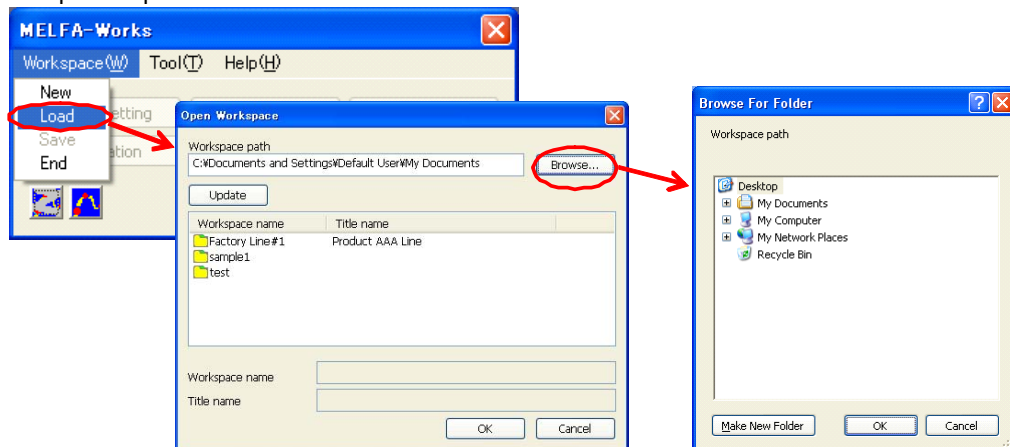 MELFA-Works
Workspace(W) Tool(T) Help(H)
New
Load
Save
End
etting
ation
Open Workspace
Workspace path
C:¥Documents and Settings¥Default User¥My Documents
Browse...
Update
Workspace name Title name
Factory Line#1 Product AAA Line
sample1
test
Workspace name
Title name
OK Cancel
Browse For Folder
Workspace path
Desktop
My Documents
My Computer
My Network Places
Recycle Bin
Make New Folder OK Cancel